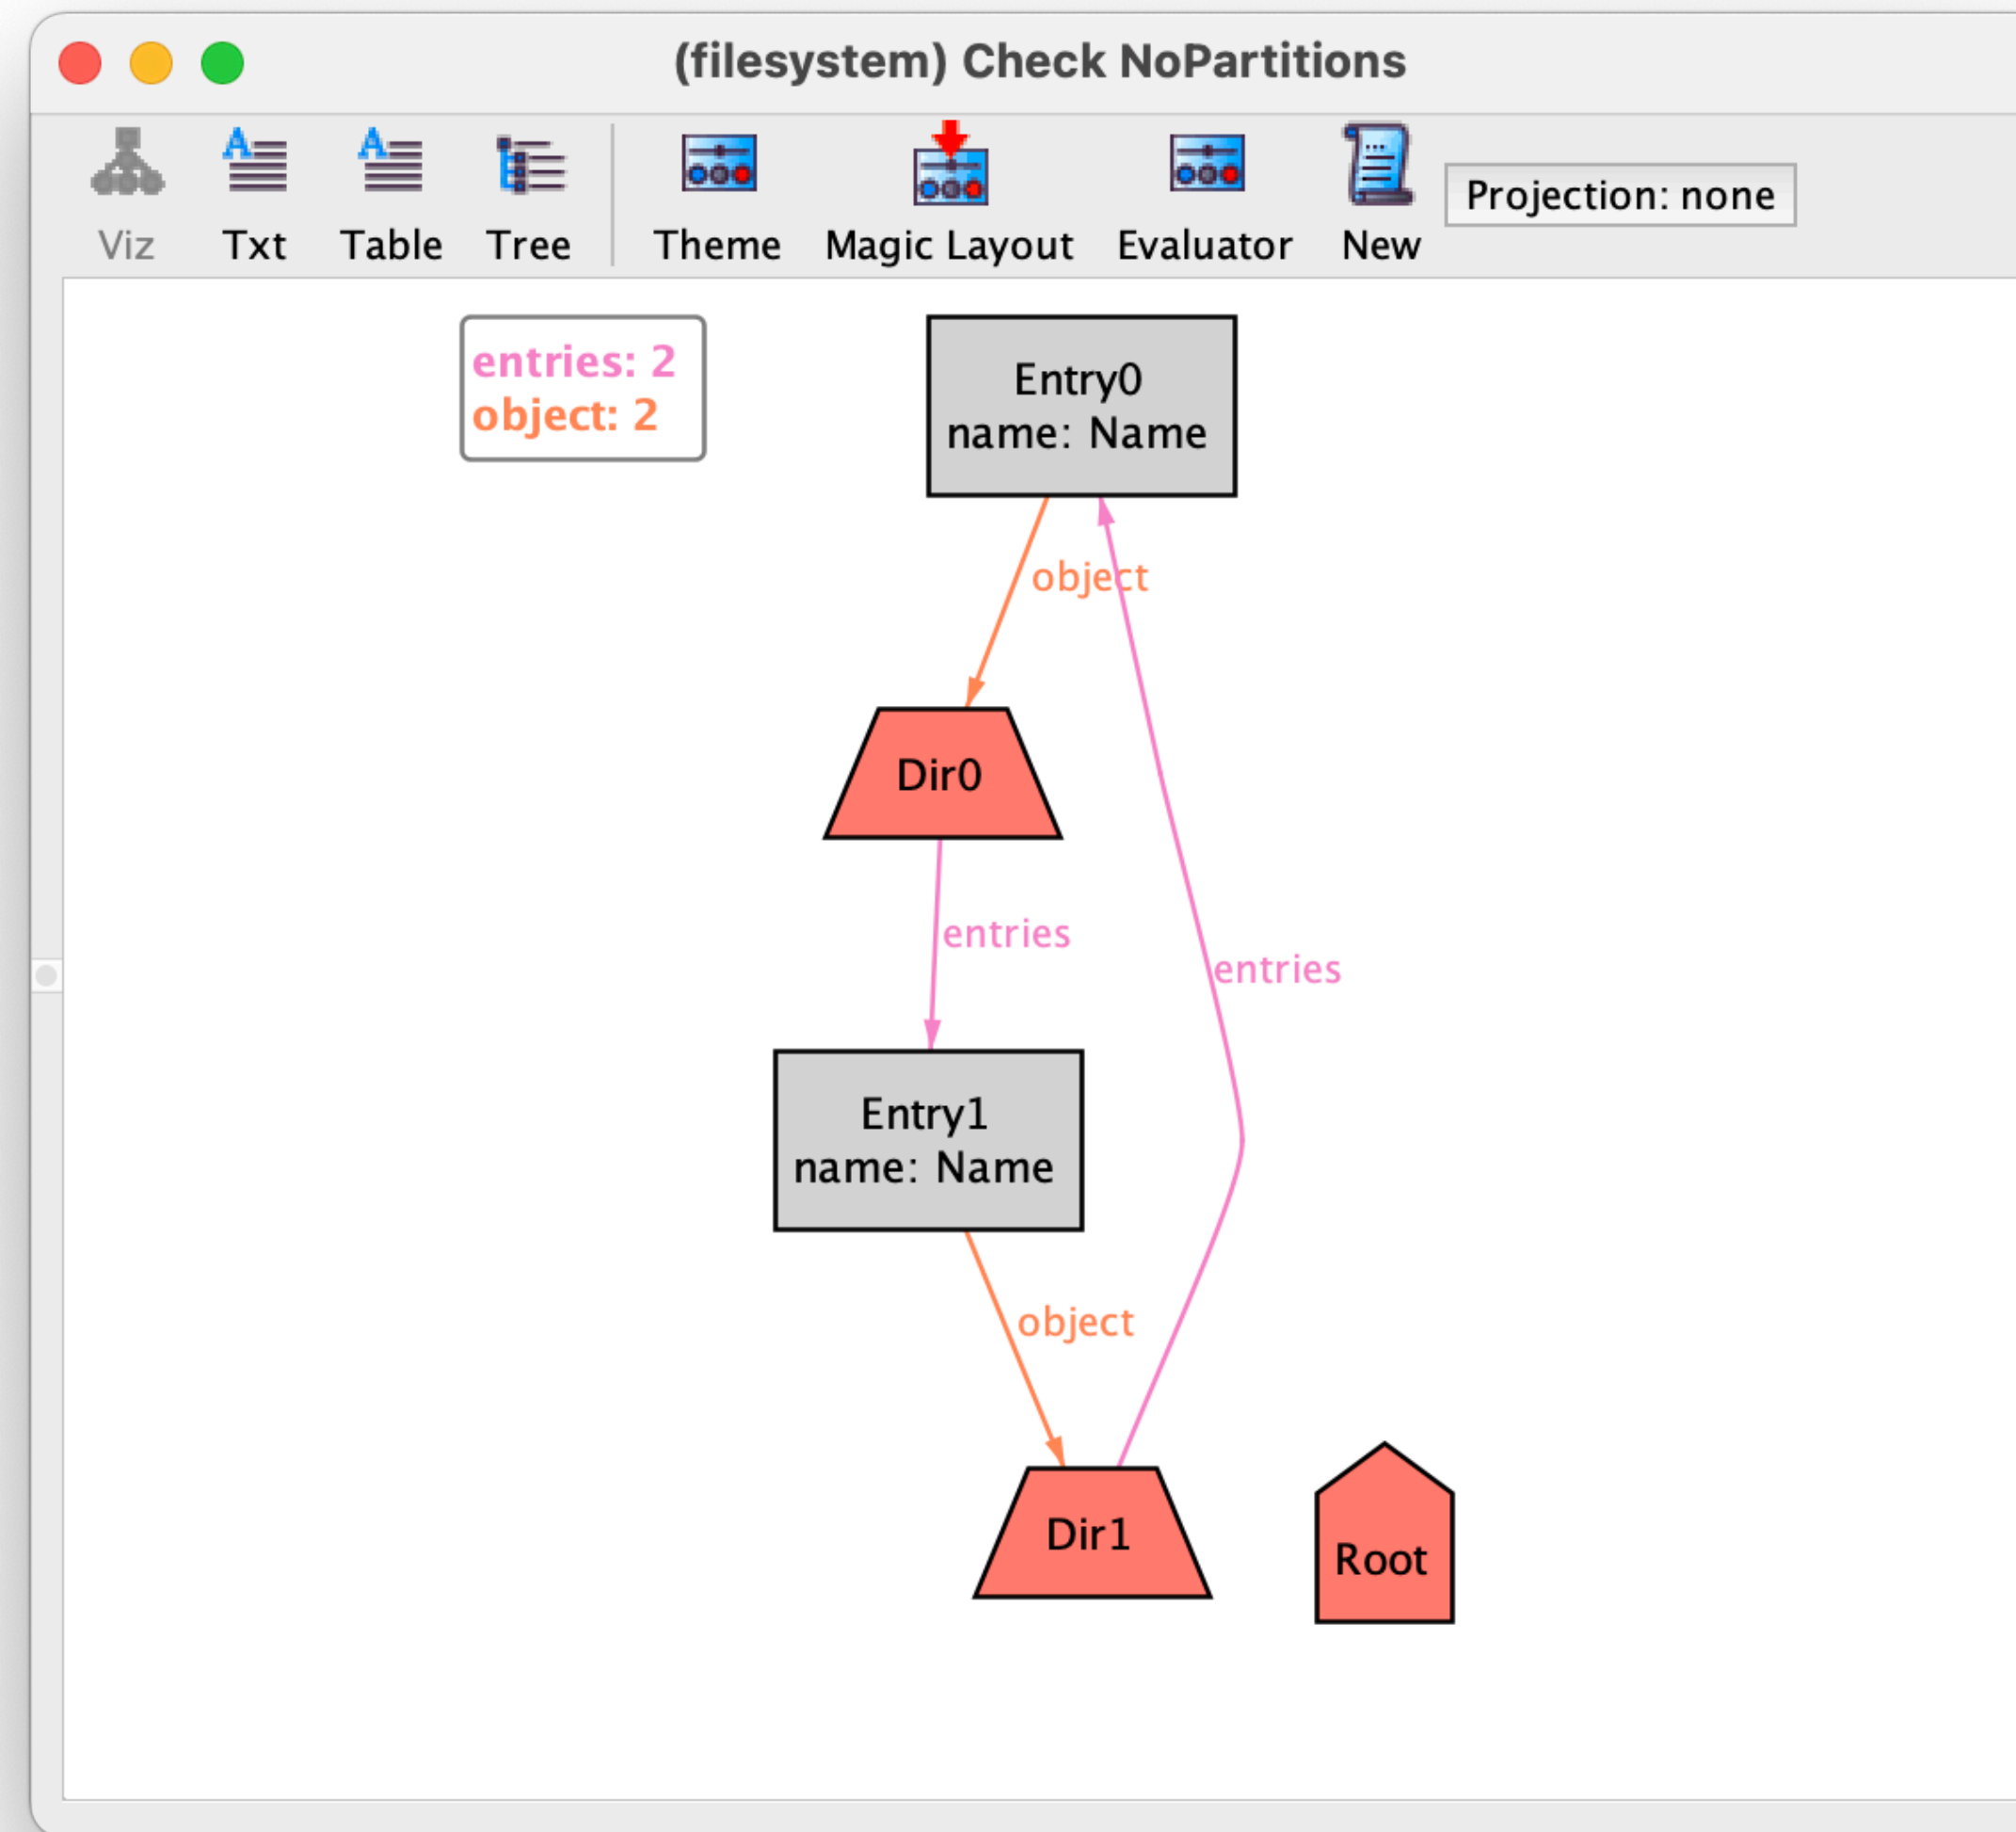 (filesystem) Check NoPartitions
Viz Txt Table Tree Theme Magic Layout Evaluator New Projection: none
entries: 2
object: 2
Entry0
name: Name
object
Dir0
entries
entries
Entry1
name: Name
object
Dir1
Root